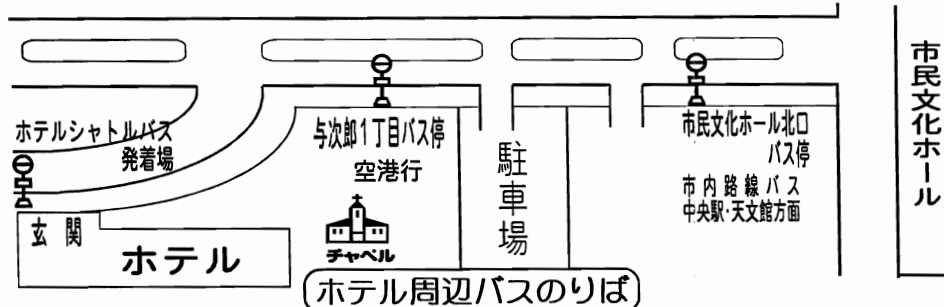 ホテルシャトルバス
発着場
玄関
ホテル
与次郎1丁目バス停
空港行
チャペル
駐車場
市民文化ホール北口
バス停
市内路線バス
中央駅・天文館方面
市民文化ホール
ホテル周辺バスのりば